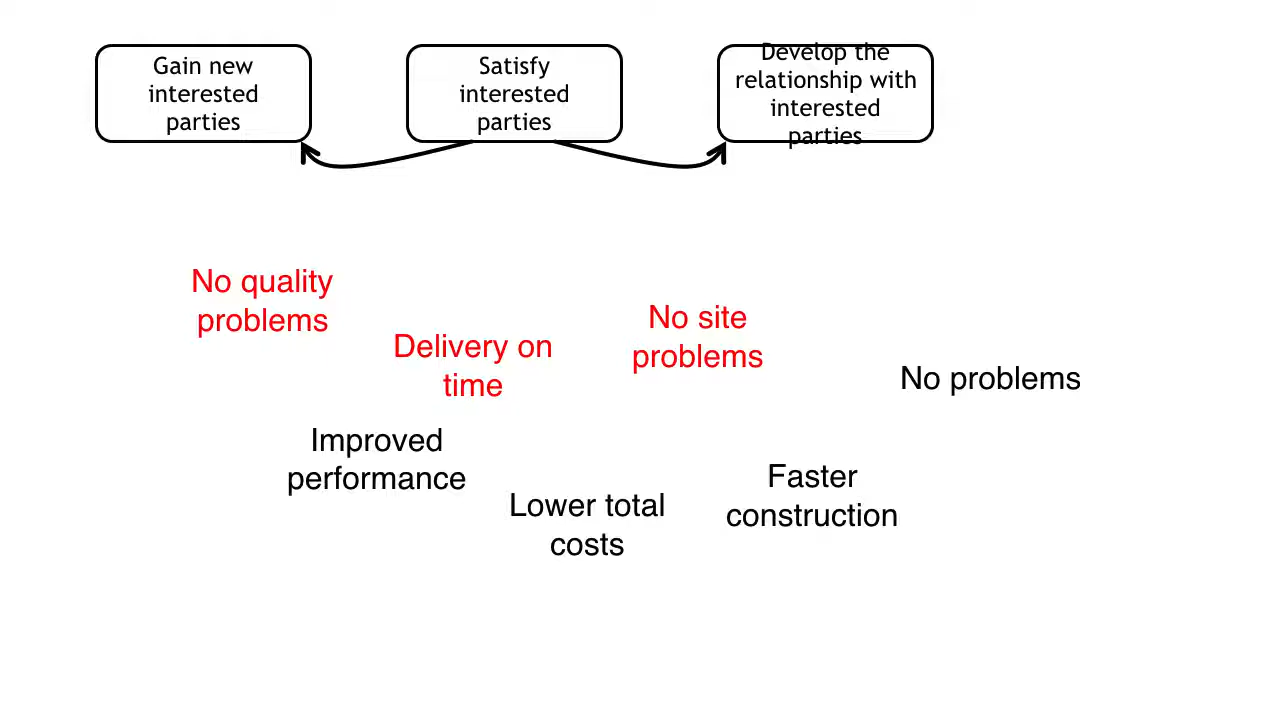 Gain new
interested
parties
Satisfy
interested
parties
Develop the
relationship with
interested
parties
No quality
problems
Delivery on
time
No site
problems
No problems
Improved
performance
Lower total
costs
Faster
construction